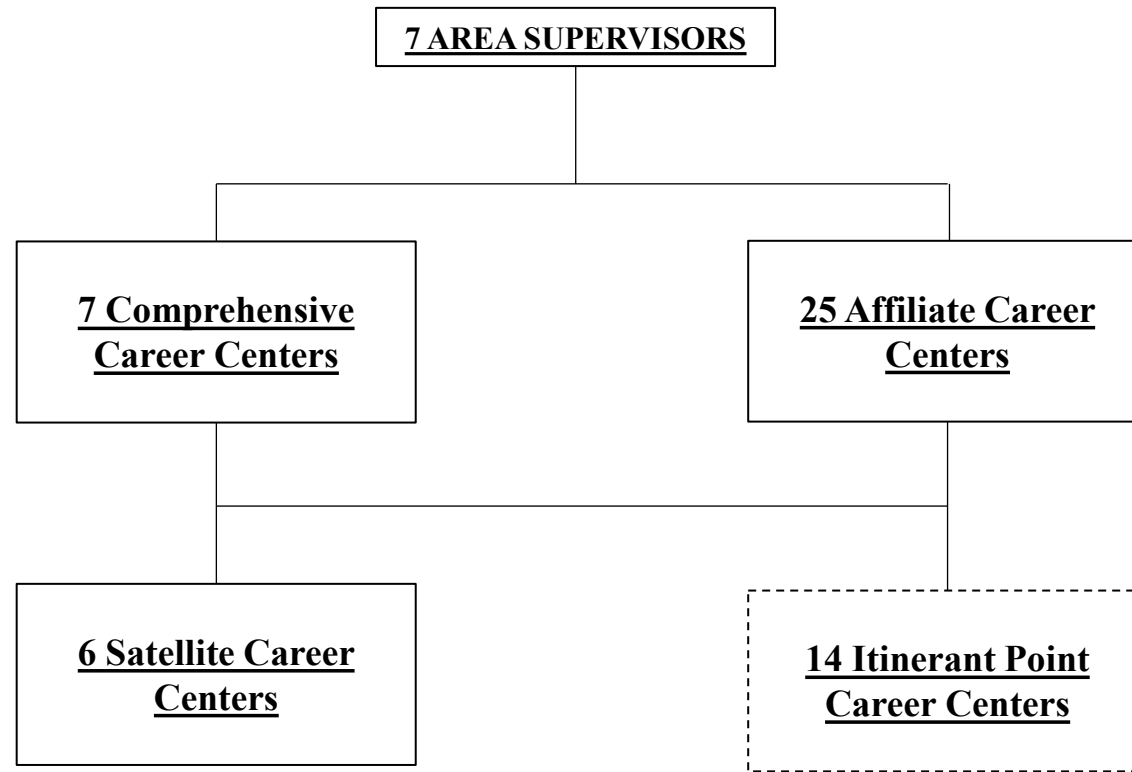 7 AREA SUPERVISORS
7 Comprehensive
Career Centers
25 Affiliate Career
Centers
6 Satellite Career
Centers
14 Itinerant Point
Career Centers